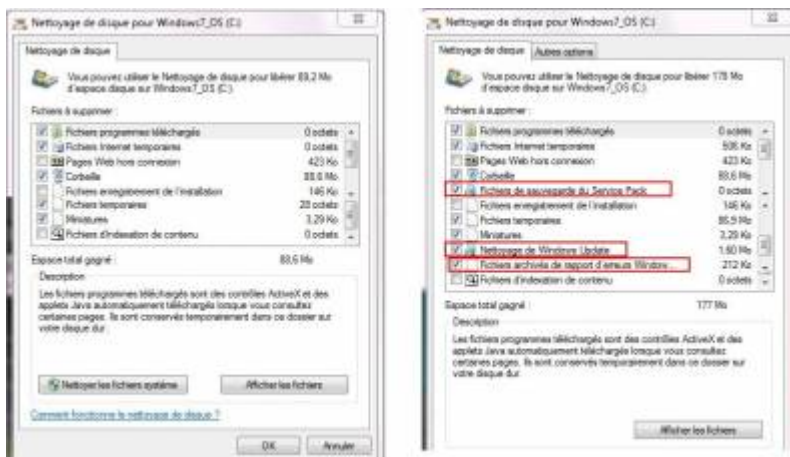 Nettoyage de disque pour Windows7_OS (C:)
Nettoyage de disque
Vous pouvez utiliser le Nettoyage de disque pour libérer 89,2 Mo
d'espace disque sur Windows7_OS (C:).
Fichiers à supprimer :
Fichiers programmes téléchargés 0 octets
Fichiers Internet temporaires 0 octets
Pages Web hors connexion 423 Ko
Corbeille 88,6 Mo
Fichiers enregistrement de l'installation 146 Ko
Fichiers temporaires 28 octets
Miniatures 3,29 Ko
Fichiers d'indexation de contenu 0 octets
Espace total gagné : 88,6 Mo
Description
Les fichiers programmes téléchargés sont des contrôles ActiveX et des
applets Java automatiquement téléchargés lorsque vous consultez
certaines pages. Ils sont conservés temporairement dans ce dossier sur
votre disque dur.
Nettoyer les fichiers système
Afficher les fichiers
Comment fonctionne le nettoyage de disque ?
OK
Annuler
Nettoyage de disque pour Windows7_OS (C:)
Nettoyage de disque
Autres options
Vous pouvez utiliser le Nettoyage de disque pour libérer 178 Mo
d'espace disque sur Windows7_OS (C:).
Fichiers à supprimer :
Fichiers programmes téléchargés 0 octets
Fichiers Internet temporaires 508 Ko
Pages Web hors connexion 423 Ko
Corbeille 88,6 Mo
Fichiers de sauvegarde du Service Pack 0 octets
Fichiers enregistrement de l'installation 146 Ko
Fichiers temporaires 86,9 Mo
Miniatures 3,29 Ko
Nettoyage de Windows Update 1,60 Mo
Fichiers archivés de rapport d'erreurs Window... 212 Ko
Fichiers d'indexation de contenu 0 octets
Espace total gagné : 177 Mo
Description
Les fichiers programmes téléchargés sont des contrôles ActiveX et des
applets Java automatiquement téléchargés lorsque vous consultez
certaines pages. Ils sont conservés temporairement dans ce dossier sur
votre disque dur.
Afficher les fichiers